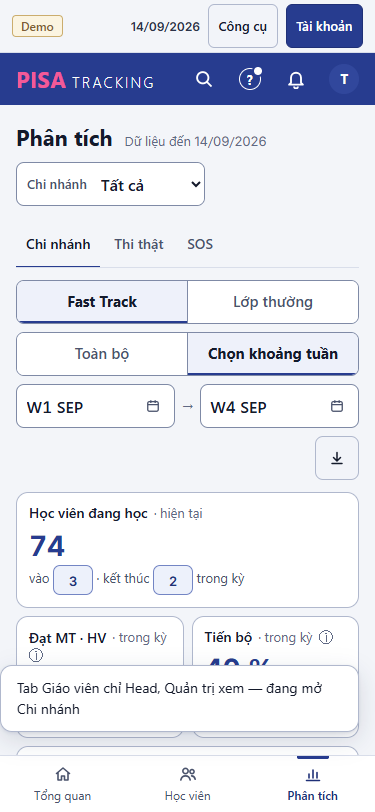 Demo
14/09/2026
Công cụ
Tài khoản
PISA TRACKING
?
T
Phân tích Dữ liệu đến 14/09/2026
Chi nhánh Tất cả
Chi nhánh Thi thật SOS
Fast Track Lớp thường
Toàn bộ Chọn khoảng tuần
W1 SEP → W4 SEP
Học viên đang học · hiện tại
74
vào 3 · kết thúc 2 trong kỳ
Đạt MT · HV · trong kỳ
Tiến bộ · trong kỳ
Tab Giáo viên chỉ Head, Quản trị xem — đang mở
Chi nhánh
Tổng quan Học viên Phân tích